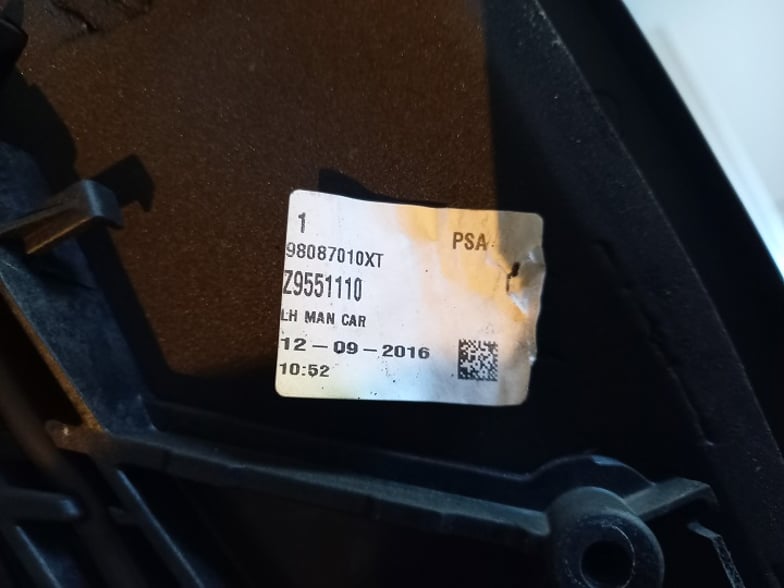 1
PSA
98087010XT
Z9551110
LH MAN CAR
12-09-2016
10:52